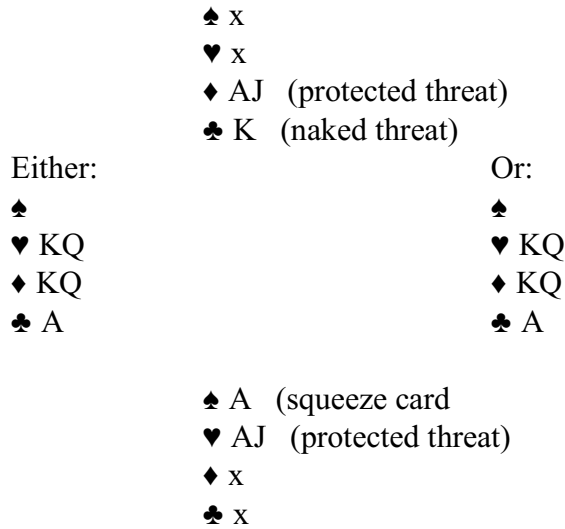 ♠ x
♥ x
♦ AJ (protected threat)
♣ K (naked threat)
Either: Or:
♠ ♠
♥ KQ ♥ KQ
♦ KQ ♦ KQ
♣ A ♣ A
♠ A (squeeze card
♥ AJ (protected threat)
♦ x
♣ x